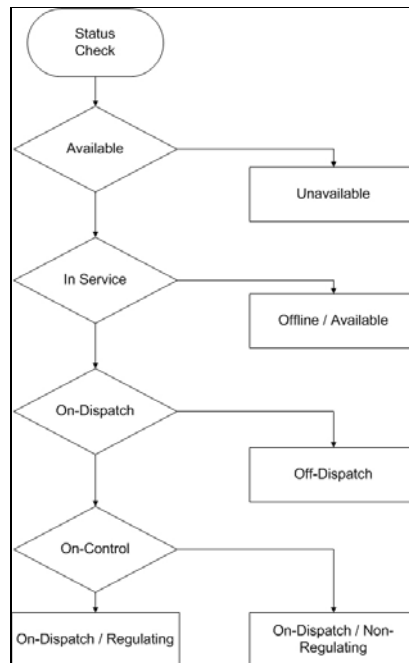 Status
Check
Available
Unavailable
In Service
Offline / Available
On-Dispatch
Off-Dispatch
On-Control
On-Dispatch / Regulating
On-Dispatch / Non-
Regulating